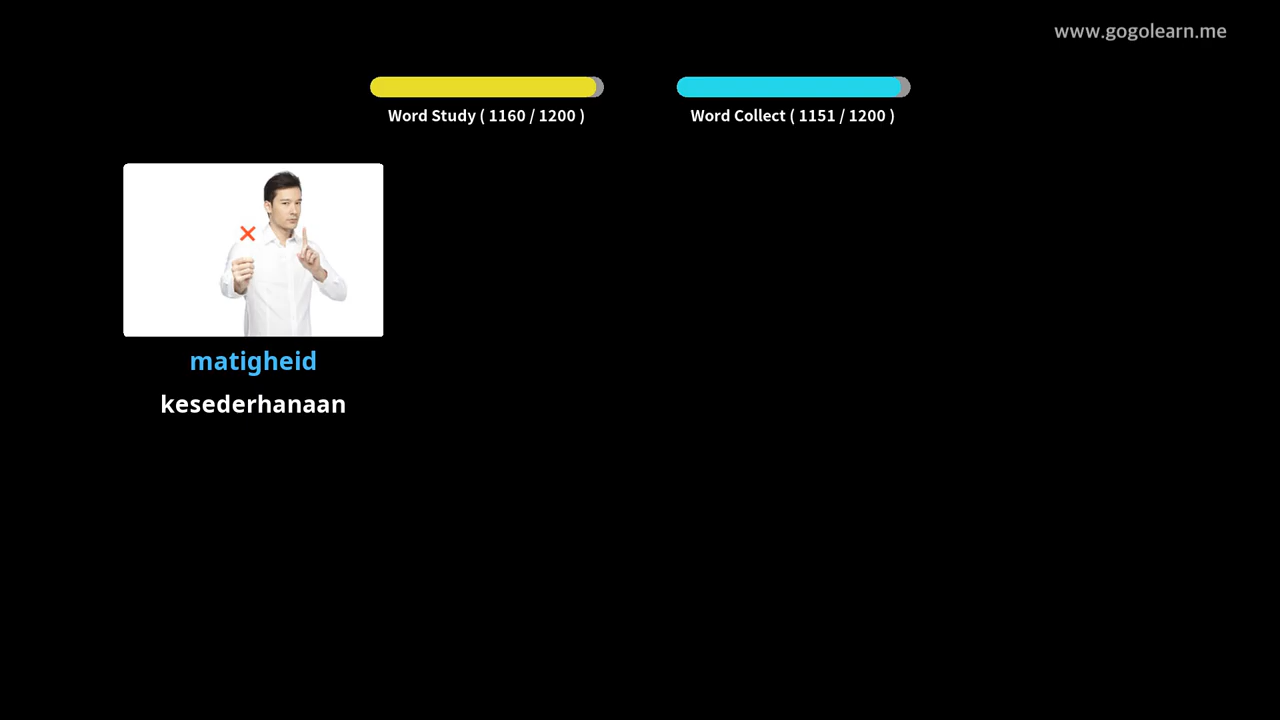 www.gogolearn.me
Word Study ( 1160 / 1200 )
Word Collect ( 1151 / 1200 )
matigheid
kesederhanaan